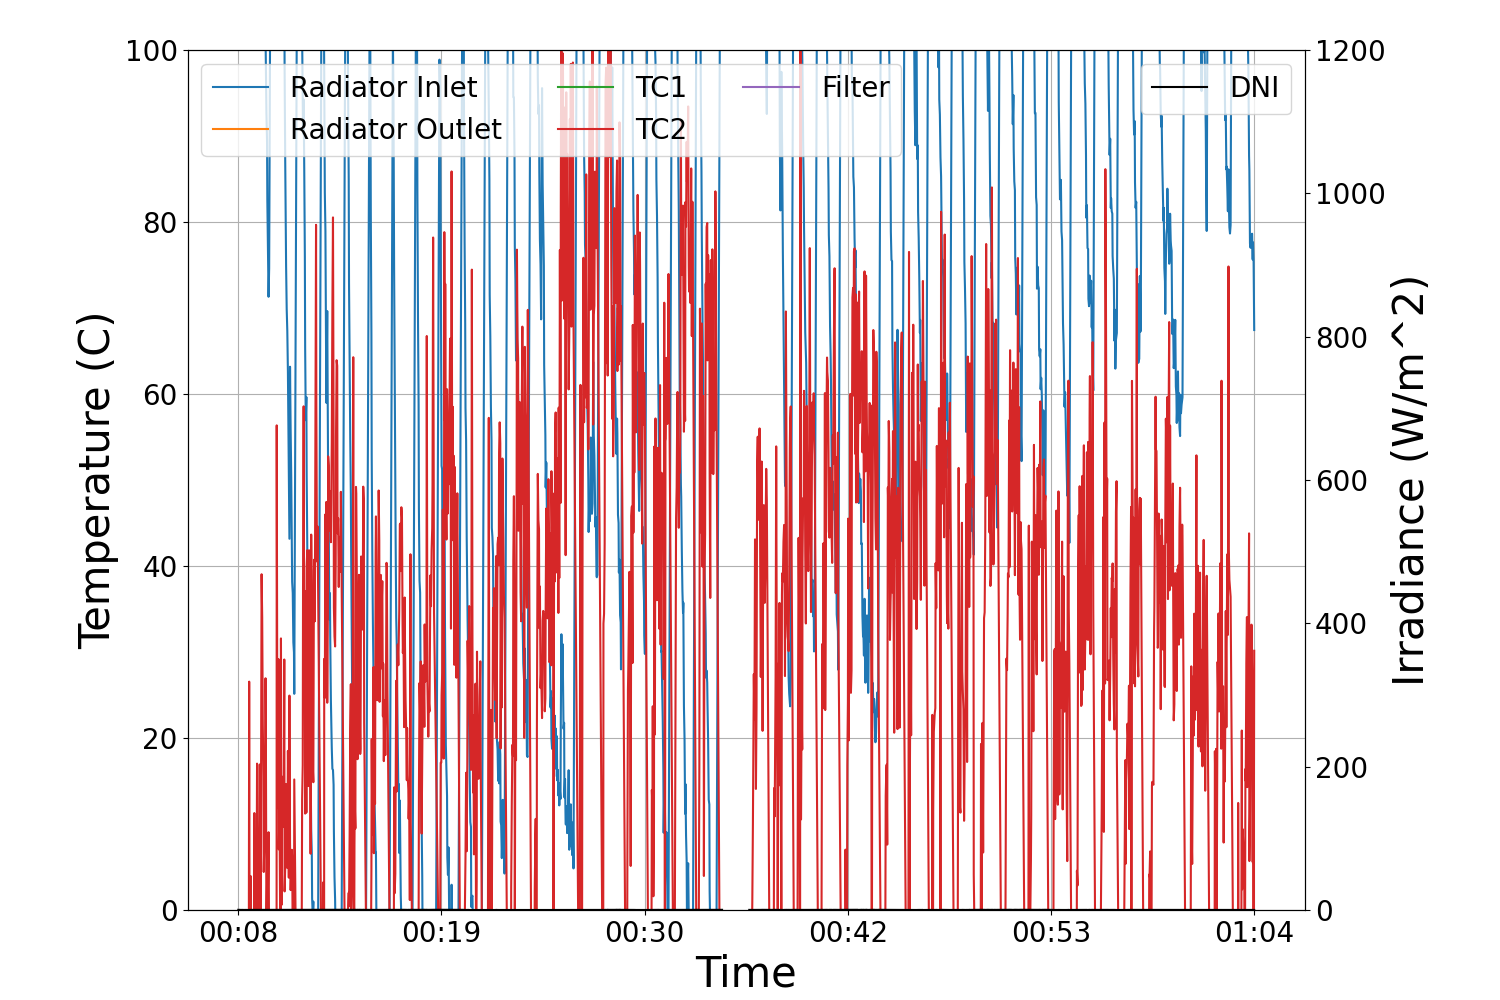 100
80
60
40
20
0
Temperature (C)
Radiator Inlet
Radiator Outlet
TC1
TC2
Filter
DNI
1200
1000
800
600
400
200
0
Irradiance (W/m^2)
00:08
00:19
00:30
00:42
00:53
01:04
Time